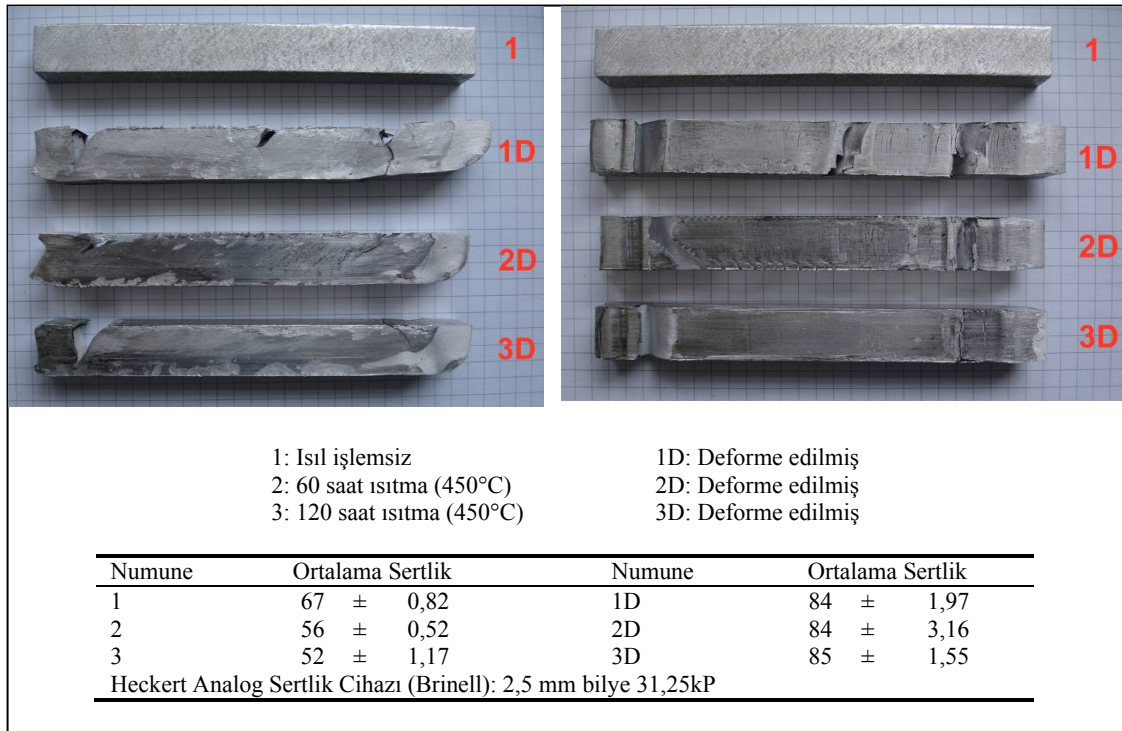 1
1D
2D
3D
1
1D
2D
3D
1: Isıl işlemsiz 1D: Deforme edilmiş
2: 60 saat ısıtma (450°C) 2D: Deforme edilmiş
3: 120 saat ısıtma (450°C) 3D: Deforme edilmiş
Numune Ortalama Sertlik Numune Ortalama Sertlik
1 67 ± 0,82 1D 84 ± 1,97
2 56 ± 0,52 2D 84 ± 3,16
3 52 ± 1,17 3D 85 ± 1,55
Heckert Analog Sertlik Cihazı (Brinell): 2,5 mm bilye 31,25kP